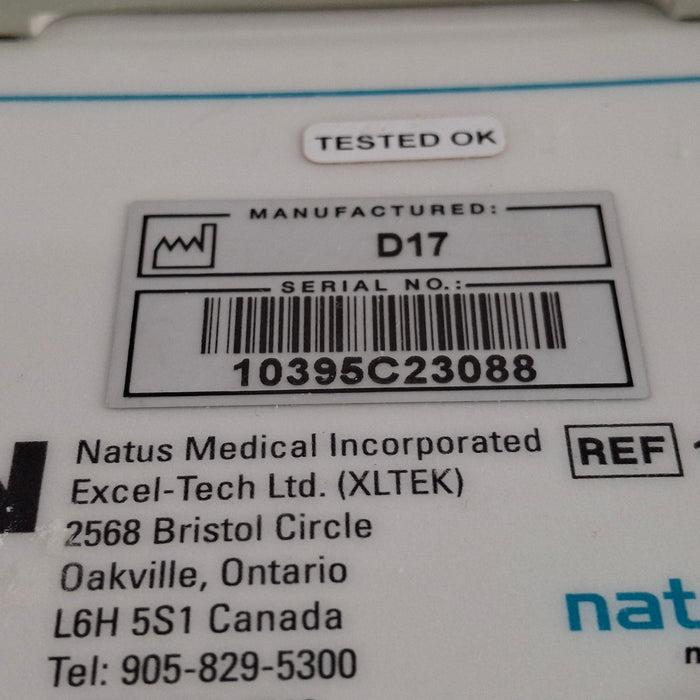 TESTED OK
MANUFACTURED:
D17
SERIAL NO.:
10395C23088
Natus Medical Incorporated
Excel-Tech Ltd. (XLTEK)
2568 Bristol Circle
Oakville, Ontario
L6H 5S1 Canada
Tel: 905-829-5300
REF
nat